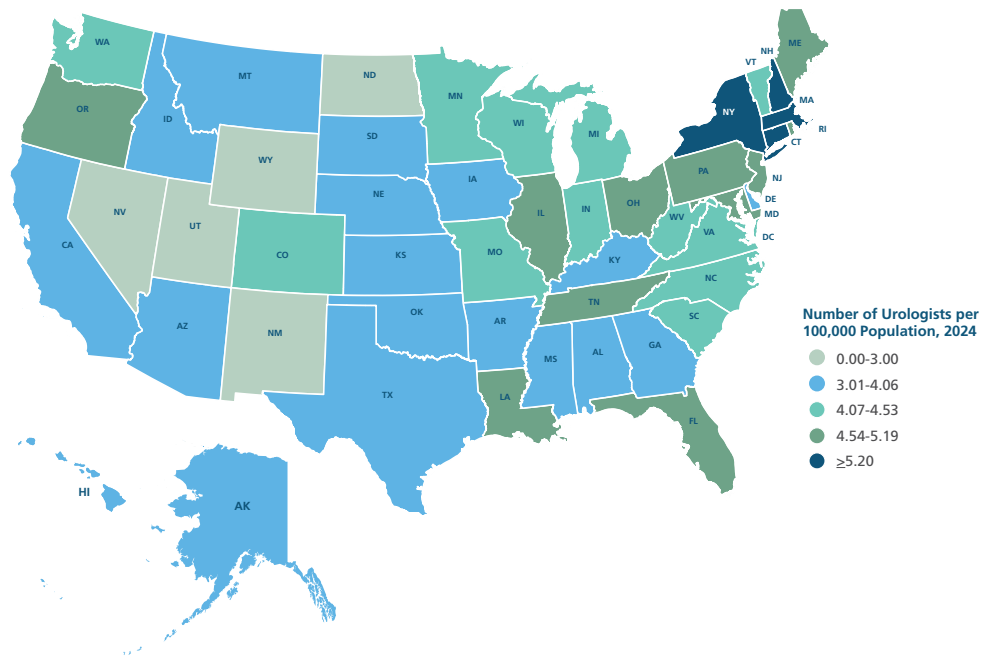 WA
MT
ND
MN
ME
NH
VT
OR
ID
SD
WI
MI
NY
MA
RI
CT
WY
IA
NE
PA
NJ
NV
UT
CO
KS
MO
IL
IN
OH
WV
VA
DE
MD
DC
CA
KY
NC
TN
SC
AZ
NM
OK
AR
MS
AL
GA
TX
LA
FL
HI
AK
Number of Urologists per
100,000 Population, 2024
0.00-3.00
3.01-4.06
4.07-4.53
4.54-5.19
≥5.20